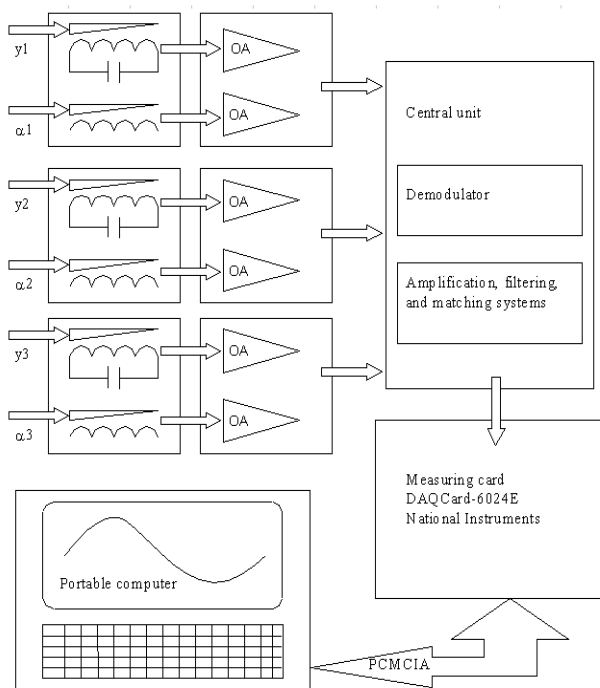 y1
OA
α1
OA
y2
OA
α2
OA
y3
OA
α3
OA
Central unit
Demodulator
Amplification, filtering,
and matching systems
Measuring card
DAQCard-6024E
National Instruments
Portable computer
PCMCIA